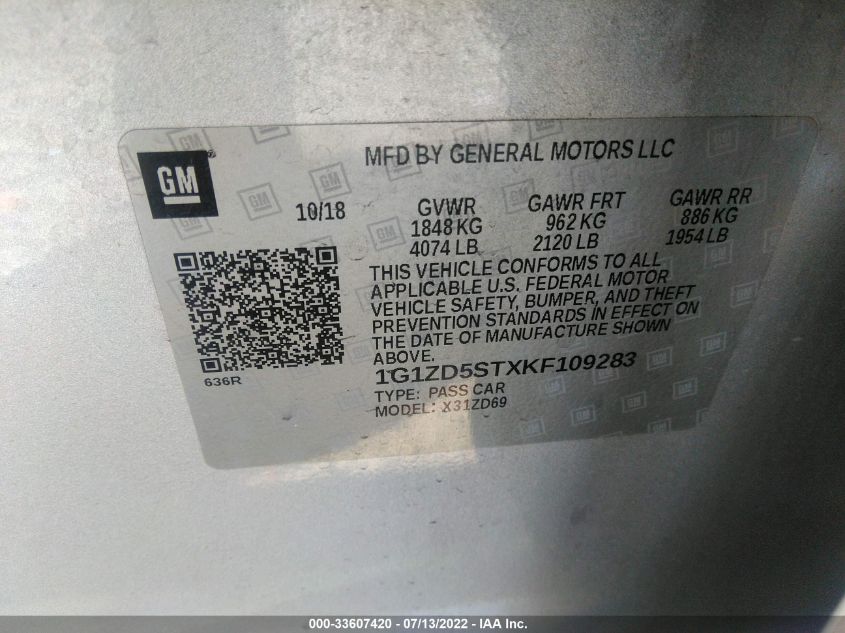 GM®
MFD BY GENERAL MOTORS LLC
10/18
GVWR
1848 KG
4074 LB
GAWR FRT
962 KG
2120 LB
GAWR RR
886 KG
1954 LB
THIS VEHICLE CONFORMS TO ALL
APPLICABLE U.S. FEDERAL MOTOR
VEHICLE SAFETY, BUMPER, AND THEFT
PREVENTION STANDARDS IN EFFECT ON
THE DATE OF MANUFACTURE SHOWN
ABOVE.
636R
1G1ZD5STXKF109283
TYPE: PASS CAR
MODEL: X31ZD69
000-33607420 - 07/13/2022 - IAAI.com